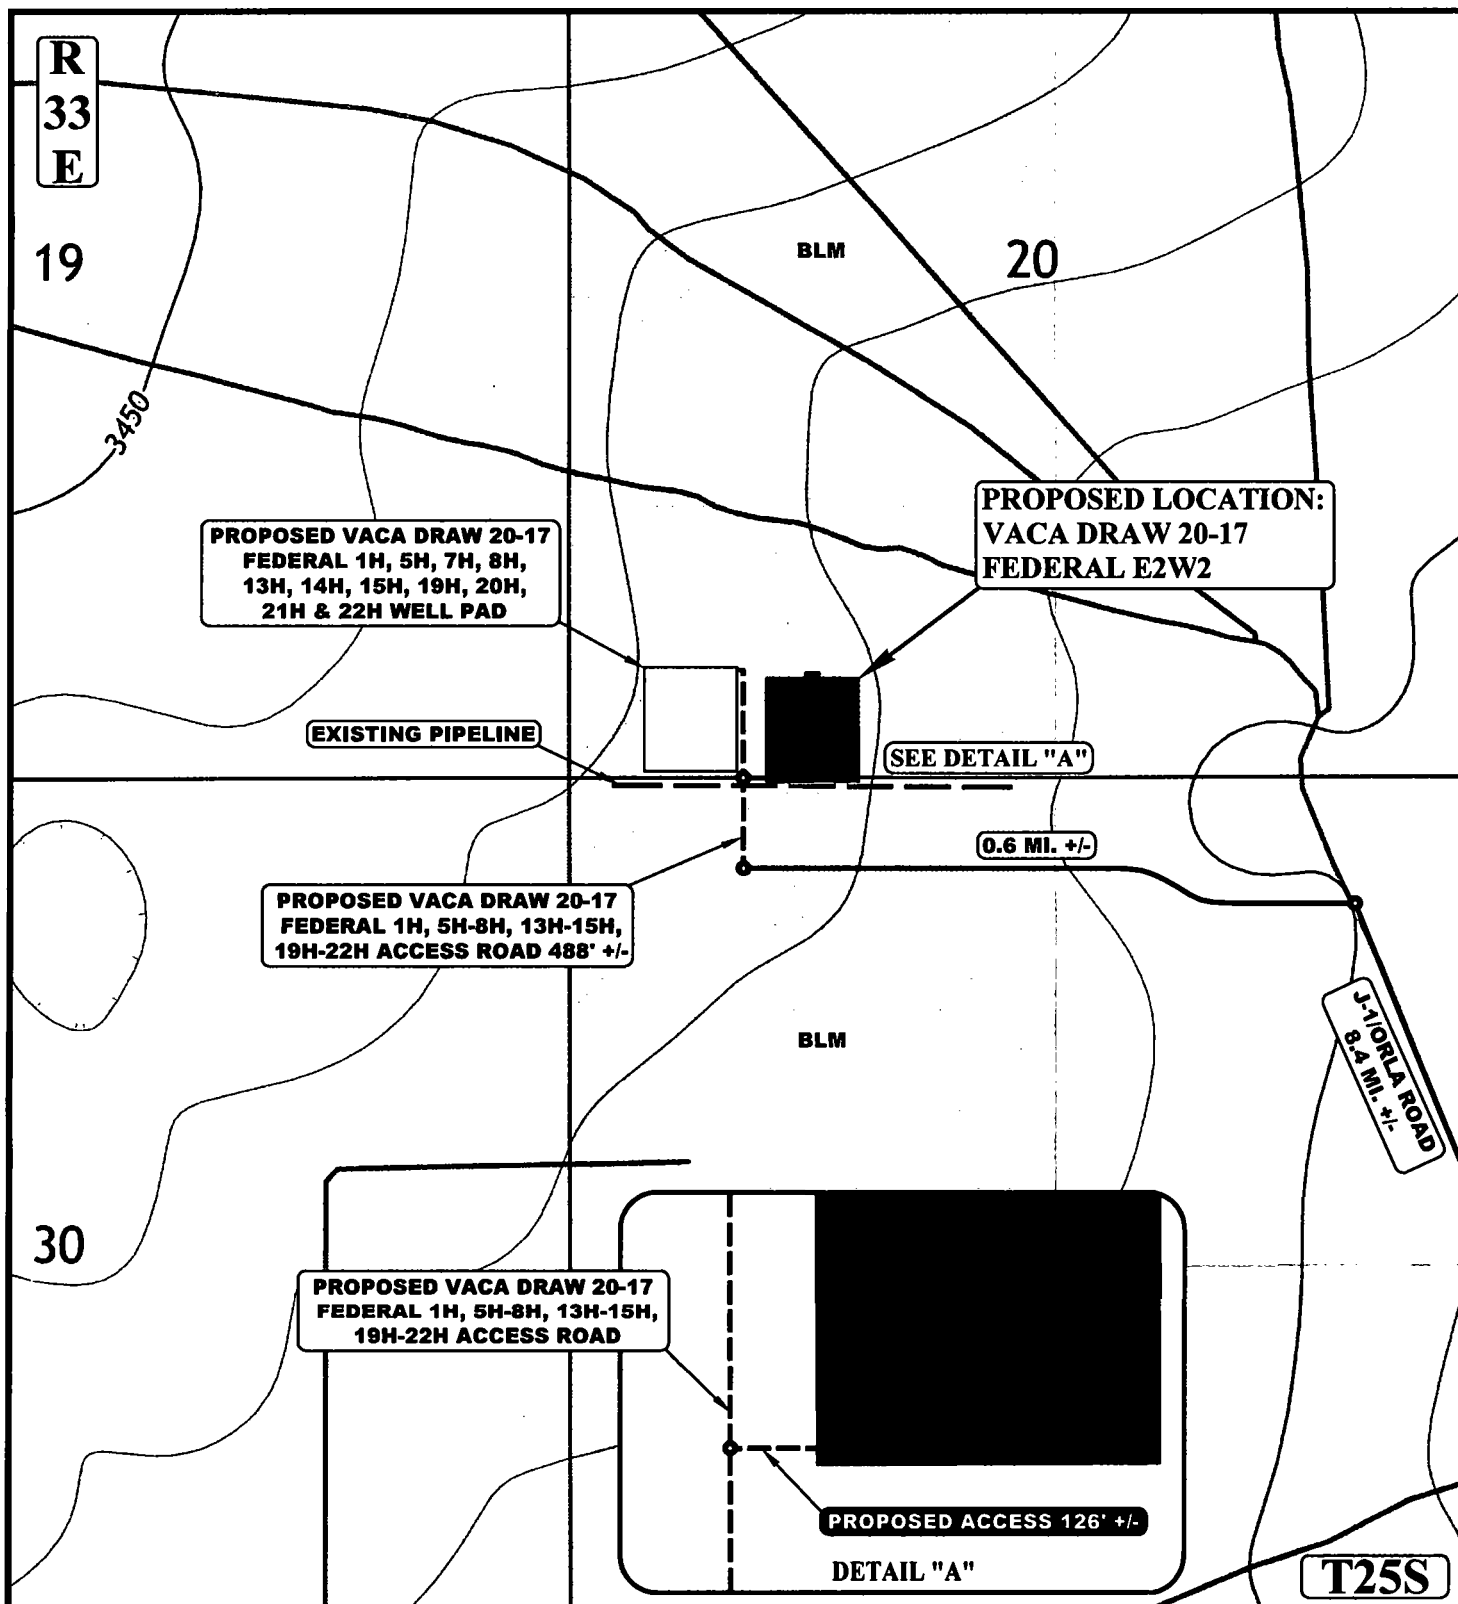 R
33
E
19
BLM
20
3450
PROPOSED LOCATION:
VACA DRAW 20-17
FEDERAL E2W2
PROPOSED VACA DRAW 20-17
FEDERAL 1H, 5H, 7H, 8H,
13H, 14H, 15H, 19H, 20H,
21H & 22H WELL PAD
EXISTING PIPELINE
SEE DETAIL "A"
0.6 MI. +/-
PROPOSED VACA DRAW 20-17
FEDERAL 1H, 5H-8H, 13H-15H,
19H-22H ACCESS ROAD 488' +/-
BLM
J-1/ORLA ROAD
8.4 MI. +/-
30
PROPOSED VACA DRAW 20-17
FEDERAL 1H, 5H-8H, 13H-15H,
19H-22H ACCESS ROAD
PROPOSED ACCESS 126' +/-
DETAIL "A"
T25S